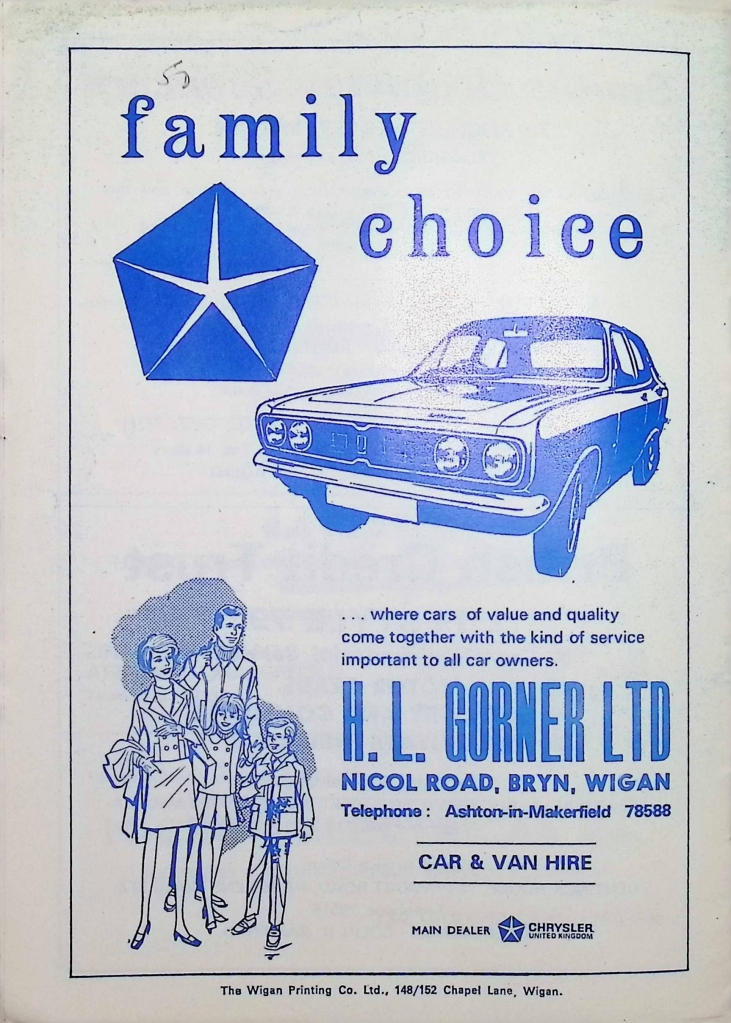 50
family
choice
... where cars of value and quality
come together with the kind of service
important to all car owners.
H. L. GORNER LTD
NICOL ROAD, BRYN, WIGAN
Telephone : Ashton-in-Makerfield 78588
CAR & VAN HIRE
MAIN DEALER CHRYSLER
UNITED KINGDOM
The Wigan Printing Co. Ltd., 148/152 Chapel Lane, Wigan.